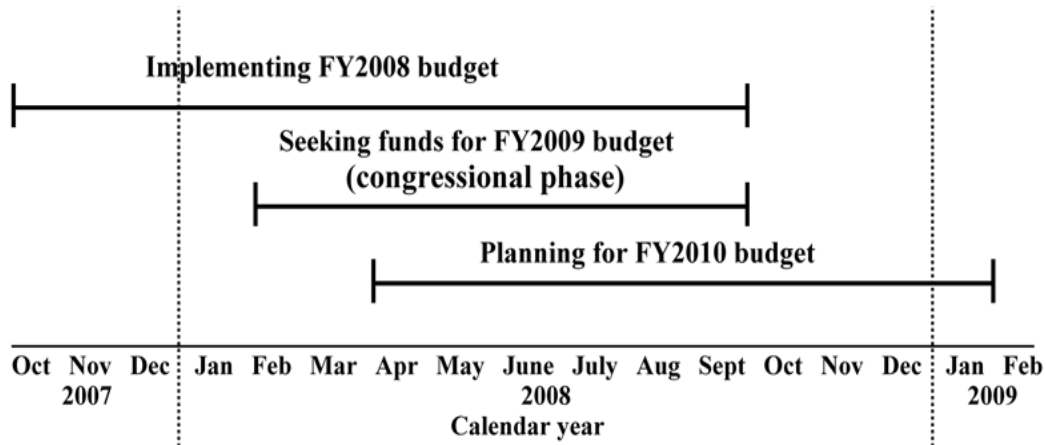 Implementing FY2008 budget
Seeking funds for FY2009 budget
(congressional phase)
Planning for FY2010 budget
Oct Nov Dec Jan Feb Mar Apr May June July Aug Sept Oct Nov Dec Jan Feb
2007 2008 2009
Calendar year